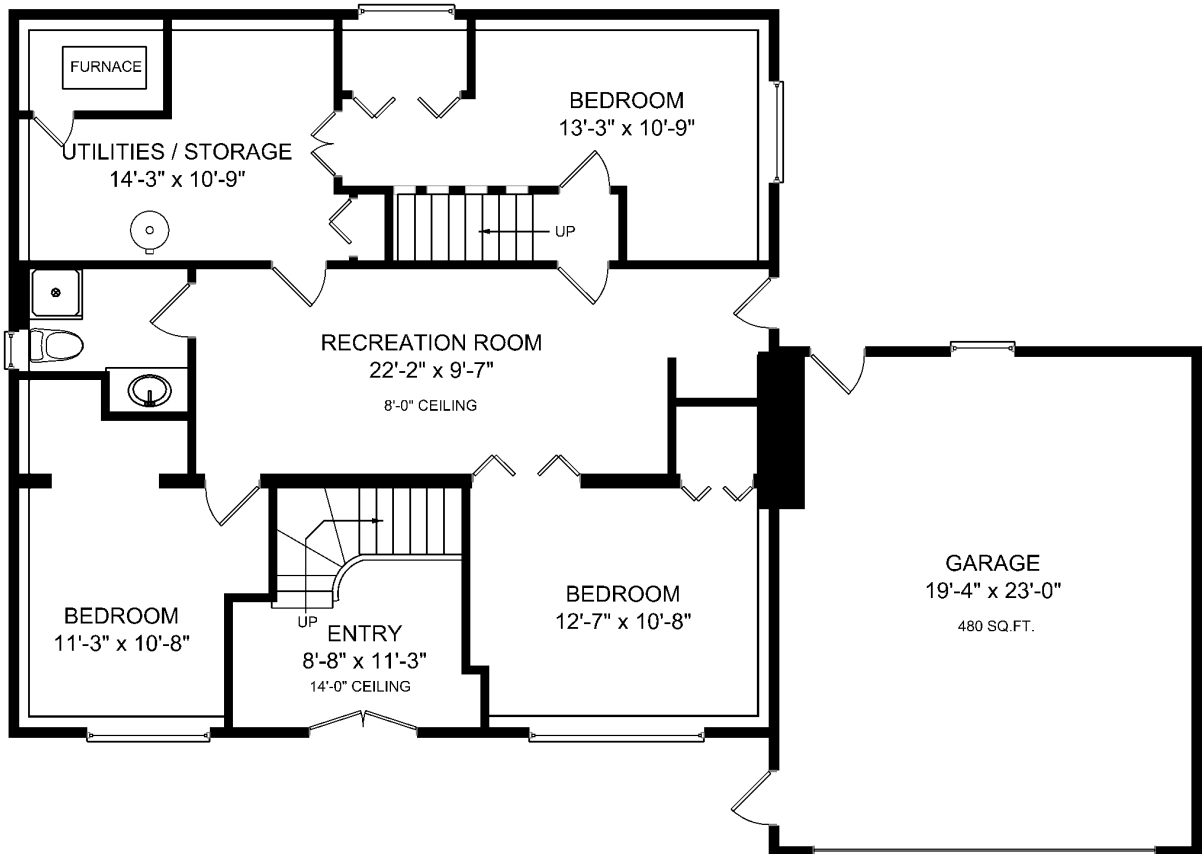 FURNACE
UTILITIES / STORAGE
14'-3" x 10'-9"
BEDROOM
13'-3" x 10'-9"
UP
RECREATION ROOM
22'-2" x 9'-7"
8'-0" CEILING
BEDROOM
11'-3" x 10'-8"
UP
ENTRY
8'-8" x 11'-3"
14'-0" CEILING
BEDROOM
12'-7" x 10'-8"
GARAGE
19'-4" x 23'-0"
480 SQ.FT.